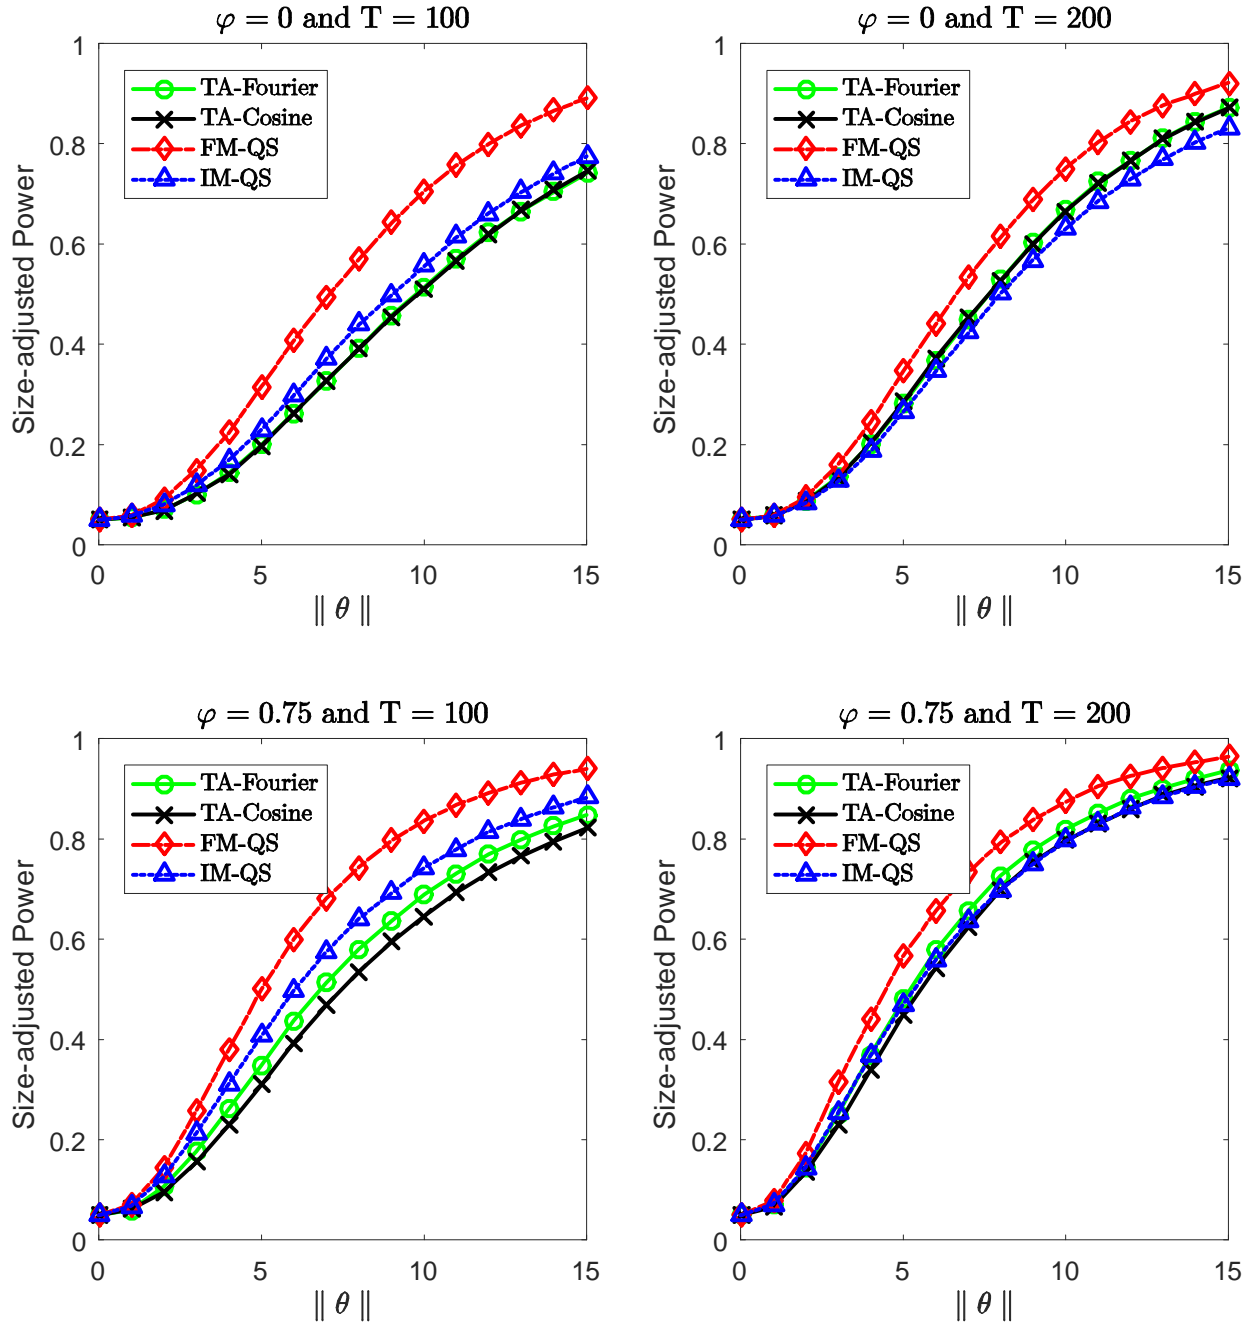 φ = 0 and T = 100
1
0.8
0.6
0.4
0.2
0
Size-adjusted Power
TA-Fourier
TA-Cosine
FM-QS
IM-QS
0 5 10 15
‖ θ ‖
φ = 0 and T = 200
1
0.8
0.6
0.4
0.2
0
Size-adjusted Power
TA-Fourier
TA-Cosine
FM-QS
IM-QS
0 5 10 15
‖ θ ‖
φ = 0.75 and T = 100
1
0.8
0.6
0.4
0.2
0
Size-adjusted Power
TA-Fourier
TA-Cosine
FM-QS
IM-QS
0 5 10 15
‖ θ ‖
φ = 0.75 and T = 200
1
0.8
0.6
0.4
0.2
0
Size-adjusted Power
TA-Fourier
TA-Cosine
FM-QS
IM-QS
0 5 10 15
‖ θ ‖